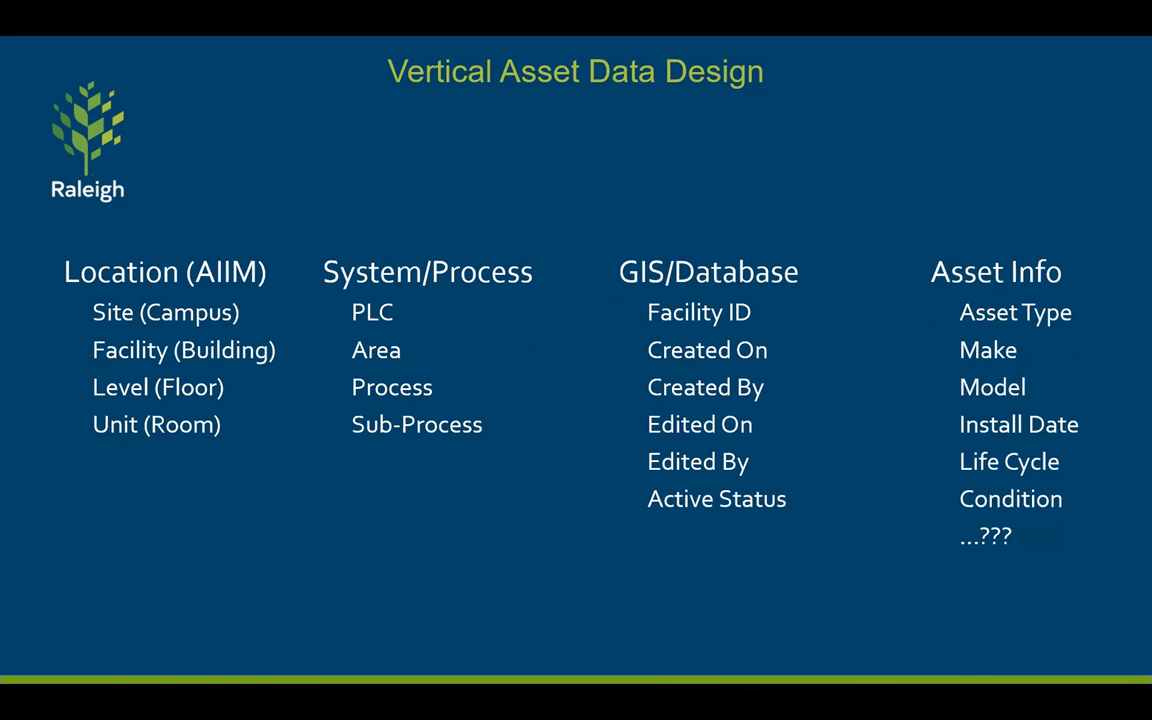 Vertical Asset Data Design
Raleigh
Location (AIIM)
Site (Campus)
Facility (Building)
Level (Floor)
Unit (Room)
System/Process
PLC
Area
Process
Sub-Process
GIS/Database
Facility ID
Created On
Created By
Edited On
Edited By
Active Status
Asset Info
Asset Type
Make
Model
Install Date
Life Cycle
Condition
...???